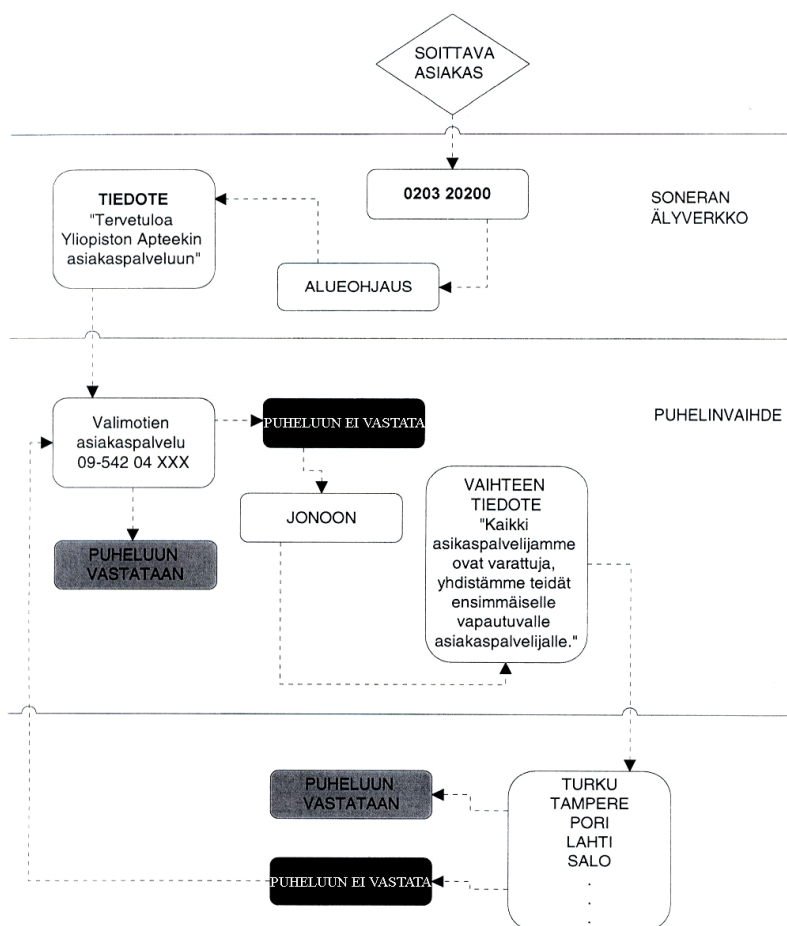 SOITTAVA
ASIAKAS
0203 20200
SONERAN
ÄLYVERKKO
TIEDOTE
"Tervetuloa
Yliopiston Apteekin
asiakaspalveluun"
ALUEOHJAUS
PUHELINVAIHDE
Valimotien
asiakaspalvelu
09-542 04 XXX
PUHELUUN EI VASTATA
JONOON
PUHELUUN
VASTATAAN
VAIHTEEN
TIEDOTE
"Kaikki
asikaspalvelijamme
ovat varattuja,
yhdistämme teidät
ensimmäiselle
vapautuvalle
asiakaspalvelijalle."
PUHELUUN
VASTATAAN
TURKU
TAMPERE
PORI
LAHTI
SALO
.
.
.
PUHELUUN EI VASTATA